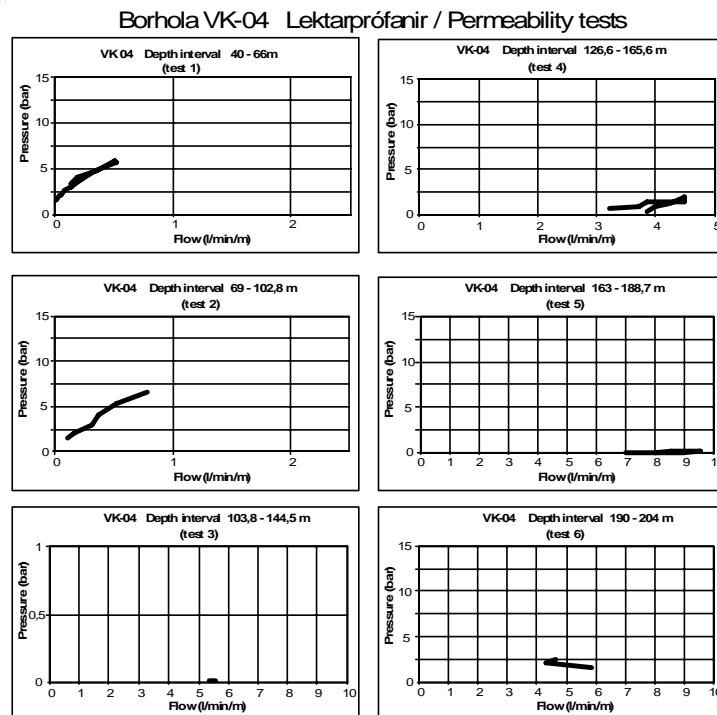 Borhola VK-04 Lektarprófanir / Permeability tests
VK 04 Depth interval 40 - 66m
(test 1)
Pressure (bar)
15
10
5
0
0 1 2
Flow (l/min/m)
VK-04 Depth interval 126,6 - 165,6 m
(test 4)
Pressure (bar)
15
10
5
0
0 1 2 3 4 5
Flow (l/min/m)
VK-04 Depth interval 69 - 102,8 m
(test 2)
Pressure (bar)
15
10
5
0
0 1 2
Flow (l/min/m)
VK-04 Depth interval 163 - 188,7 m
(test 5)
Pressure (bar)
15
10
5
0
0 1 2 3 4 5 6 7 8 9 1
Flow (l/min/m)
VK-04 Depth interval 103,8 - 144,5 m
(test 3)
Pressure (bar)
1
0,5
0
0 1 2 3 4 5 6 7 8 9 10
Flow (l/min/m)
VK-04 Depth interval 190 - 204 m
(test 6)
Pressure (bar)
15
10
5
0
0 1 2 3 4 5 6 7 8 9 10
Flow (l/min/m)